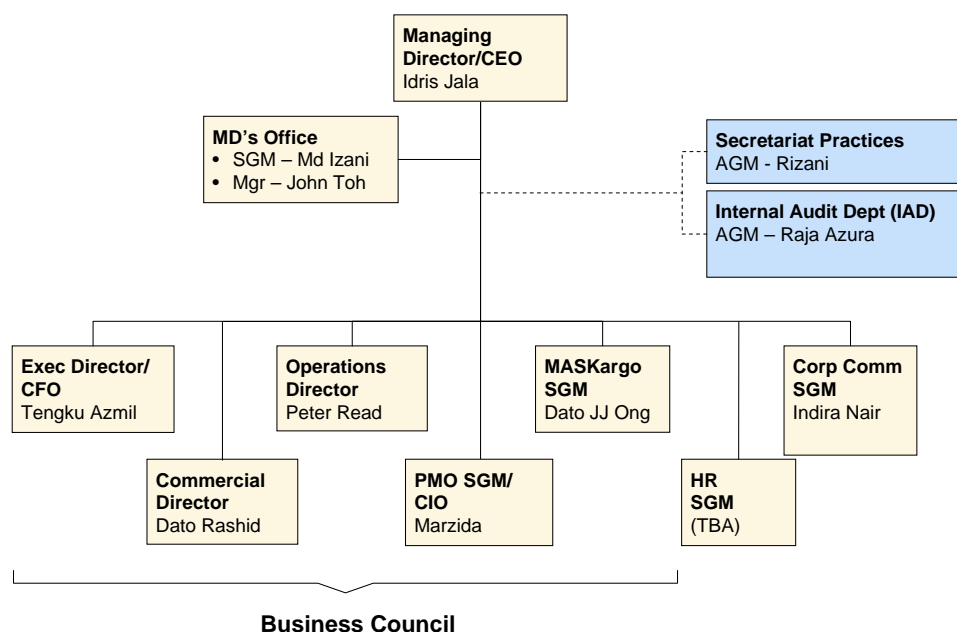 Managing
Director/CEO
Idris Jala
MD’s Office
• SGM – Md Izani
• Mgr – John Toh
Secretariat Practices
AGM - Rizani
Internal Audit Dept (IAD)
AGM – Raja Azura
Exec Director/
CFO
Tengku Azmil
Operations
Director
Peter Read
MASKargo
SGM
Dato JJ Ong
Corp Comm
SGM
Indira Nair
Commercial
Director
Dato Rashid
PMO SGM/
CIO
Marzida
HR
SGM
(TBA)
Business Council